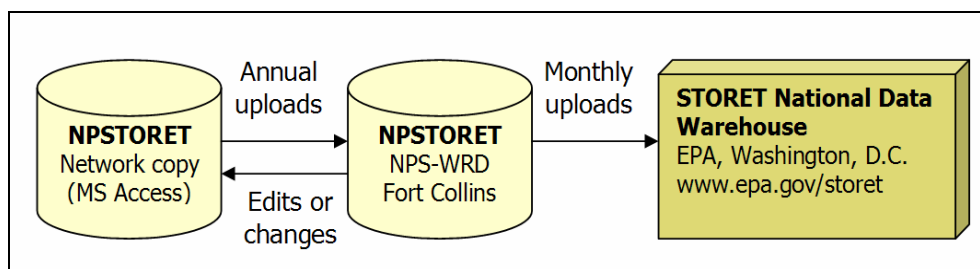 NPSTORET
Network copy
(MS Access)
Annual
uploads
Edits or
changes
NPSTORET
NPS-WRD
Fort Collins
Monthly
uploads
STORET National Data
Warehouse
EPA, Washington, D.C.
www.epa.gov/storet